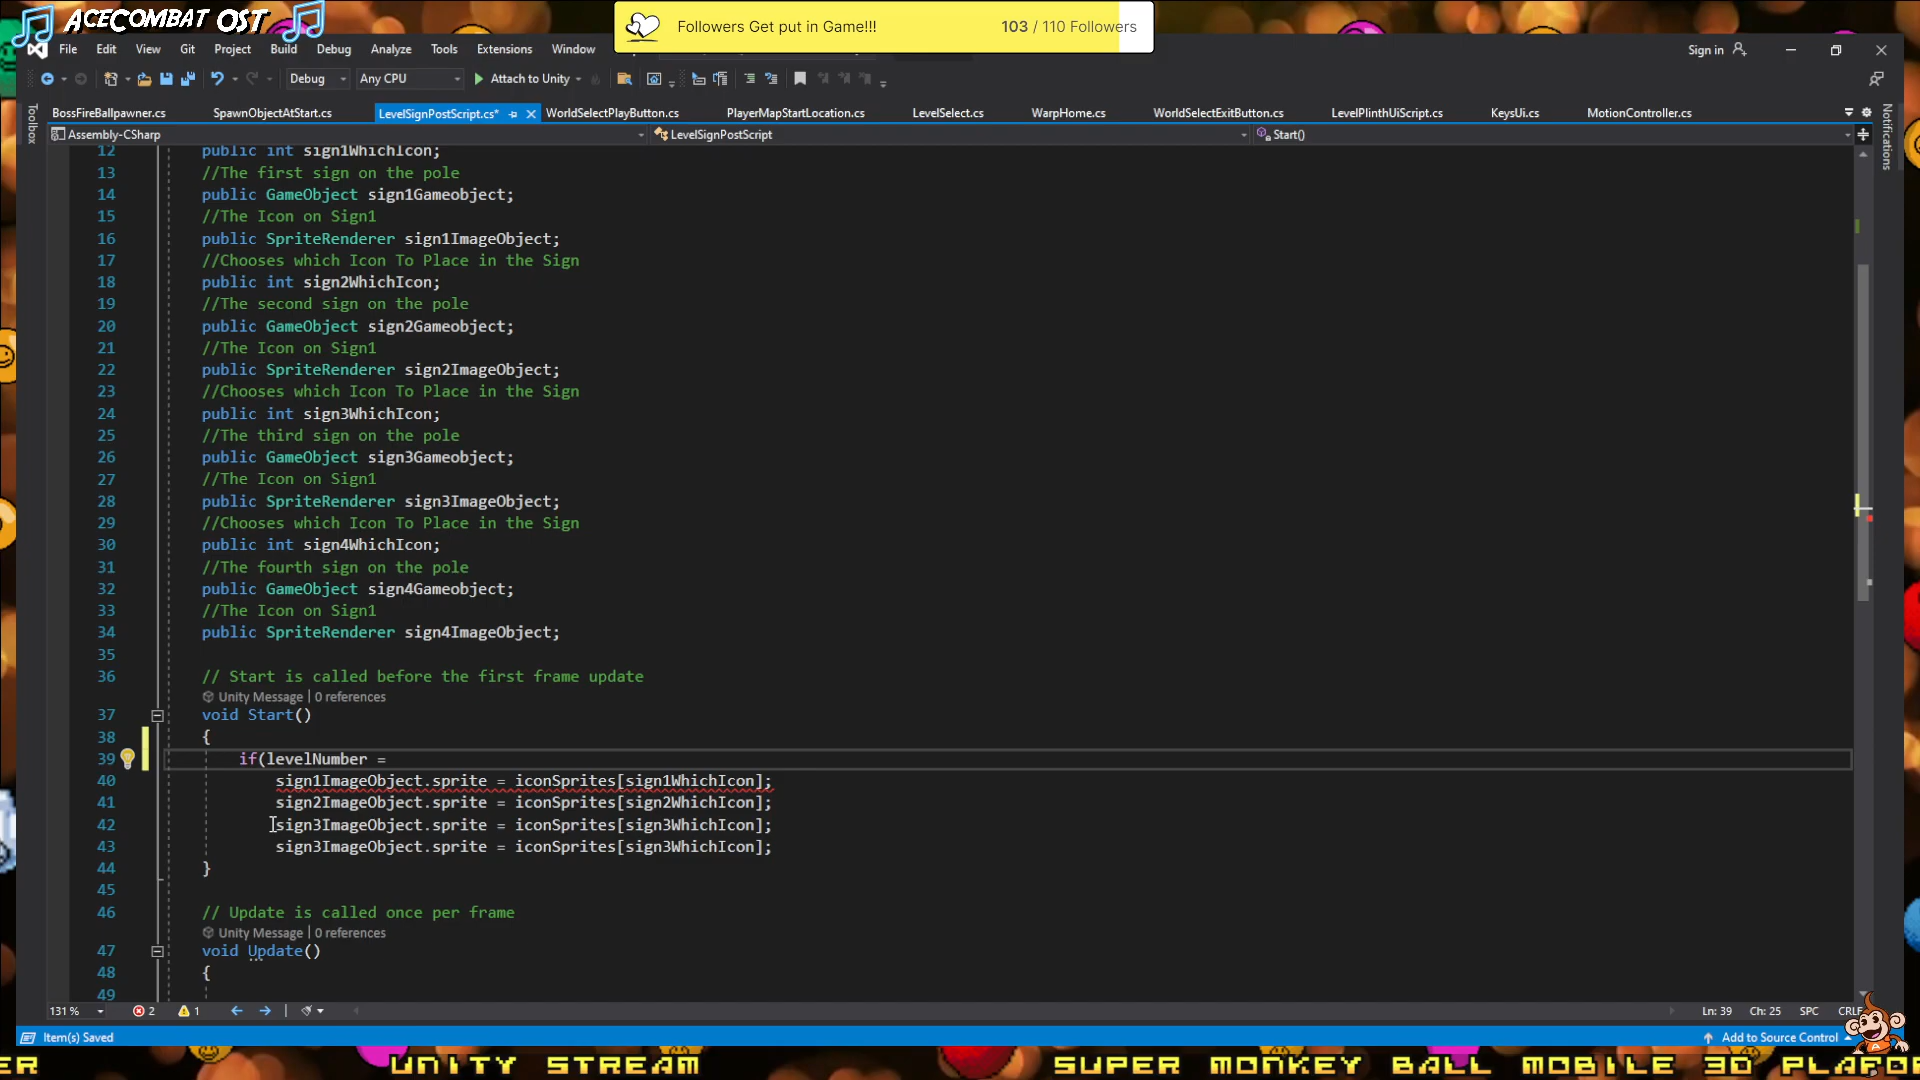 ACECOMBAT OST
Followers Get put in Game!!! 103 / 110 Followers
File Edit View Git Project Build Debug Analyze Tools Extensions Window
Sign in
Debug Any CPU Attach to Unity
BossFireBallpawner.cs SpawnObjectAtStart.cs LevelSignPostScript.cs* WorldSelectPlayButton.cs PlayerMapStartLocation.cs LevelSelect.cs WarpHome.cs WorldSelectExitButton.cs LevelPlinthUiScript.cs KeysUi.cs MotionController.cs
Toolbox
Notifications
Assembly-CSharp LevelSignPostScript Start()
12 public int sign1WhichIcon;
13 //The first sign on the pole
14 public GameObject sign1Gameobject;
15 //The Icon on Sign1
16 public SpriteRenderer sign1ImageObject;
17 //Chooses which Icon To Place in the Sign
18 public int sign2WhichIcon;
19 //The second sign on the pole
20 public GameObject sign2Gameobject;
21 //The Icon on Sign1
22 public SpriteRenderer sign2ImageObject;
23 //Chooses which Icon To Place in the Sign
24 public int sign3WhichIcon;
25 //The third sign on the pole
26 public GameObject sign3Gameobject;
27 //The Icon on Sign1
28 public SpriteRenderer sign3ImageObject;
29 //Chooses which Icon To Place in the Sign
30 public int sign4WhichIcon;
31 //The fourth sign on the pole
32 public GameObject sign4Gameobject;
33 //The Icon on Sign1
34 public SpriteRenderer sign4ImageObject;
35
36 // Start is called before the first frame update
Unity Message | 0 references
37 void Start()
38 {
39 if(levelNumber =
40 sign1ImageObject.sprite = iconSprites[sign1WhichIcon];
41 sign2ImageObject.sprite = iconSprites[sign2WhichIcon];
42 sign3ImageObject.sprite = iconSprites[sign3WhichIcon];
43 sign3ImageObject.sprite = iconSprites[sign3WhichIcon];
44 }
45
46 // Update is called once per frame
Unity Message | 0 references
47 void Update()
48 {
49
131 % 2 1 Ln: 39 Ch: 25 SPC CRLF
Item(s) Saved Add to Source Control
ER UNITY STREAM SUPER MONKEY BALL MOBILE 3D PLAFO